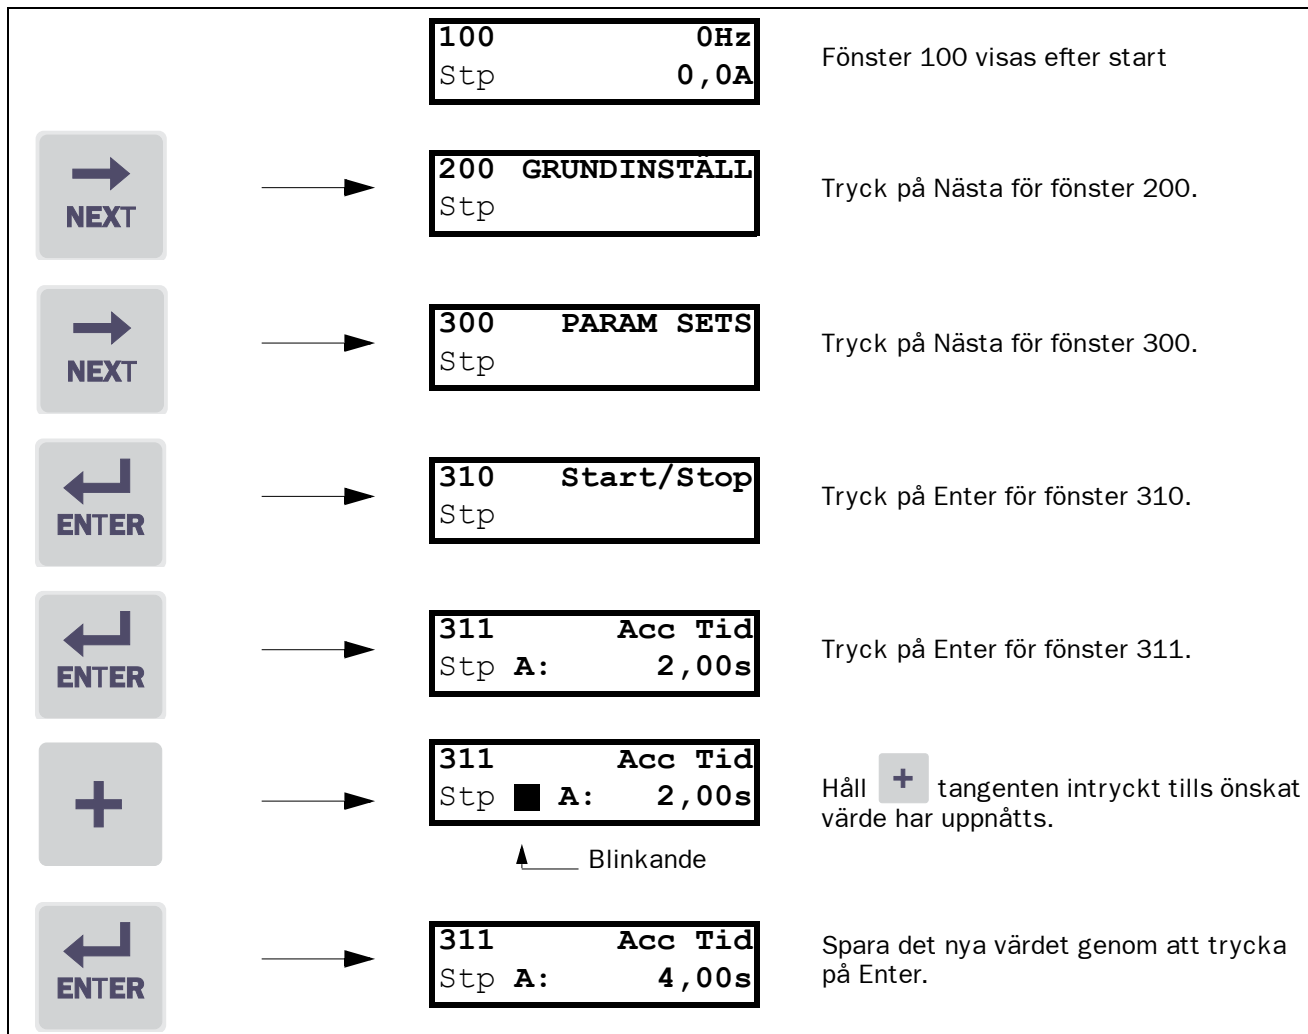 100 0Hz
Stp 0,0A
Fönster 100 visas efter start
NEXT
200 GRUNDINSTÄLL
Stp
Tryck på Nästa för fönster 200.
NEXT
300 PARAM SETS
Stp
Tryck på Nästa för fönster 300.
ENTER
310 Start/Stop
Stp
Tryck på Enter för fönster 310.
ENTER
311 Acc Tid
Stp A: 2,00s
Tryck på Enter för fönster 311.
+
311 Acc Tid
Stp A: 2,00s
Blinkande
Håll + tangenten intryckt tills önskat
värde har uppnåtts.
ENTER
311 Acc Tid
Stp A: 4,00s
Spara det nya värdet genom att trycka
på Enter.